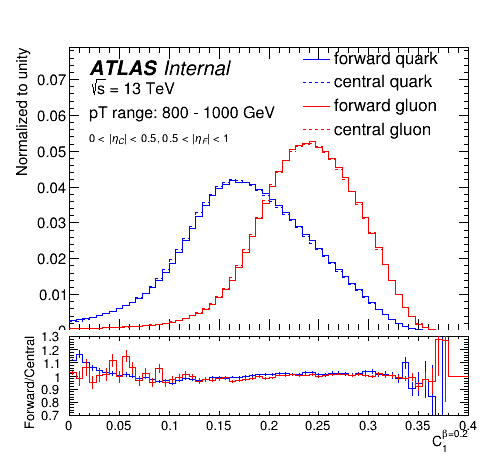 Normalized to unity
0.07
0.06
0.05
0.04
0.03
0.02
0.01
0
ATLAS Internal
√s = 13 TeV
pT range: 800 - 1000 GeV
0 < |η_C| < 0.5, 0.5 < |η_F| < 1
forward quark
central quark
forward gluon
central gluon
Forward/Central
1.3
1.2
1.1
1
0.9
0.8
0.7
0 0.05 0.1 0.15 0.2 0.25 0.3 0.35 0.4
C_1^{β=0.2}